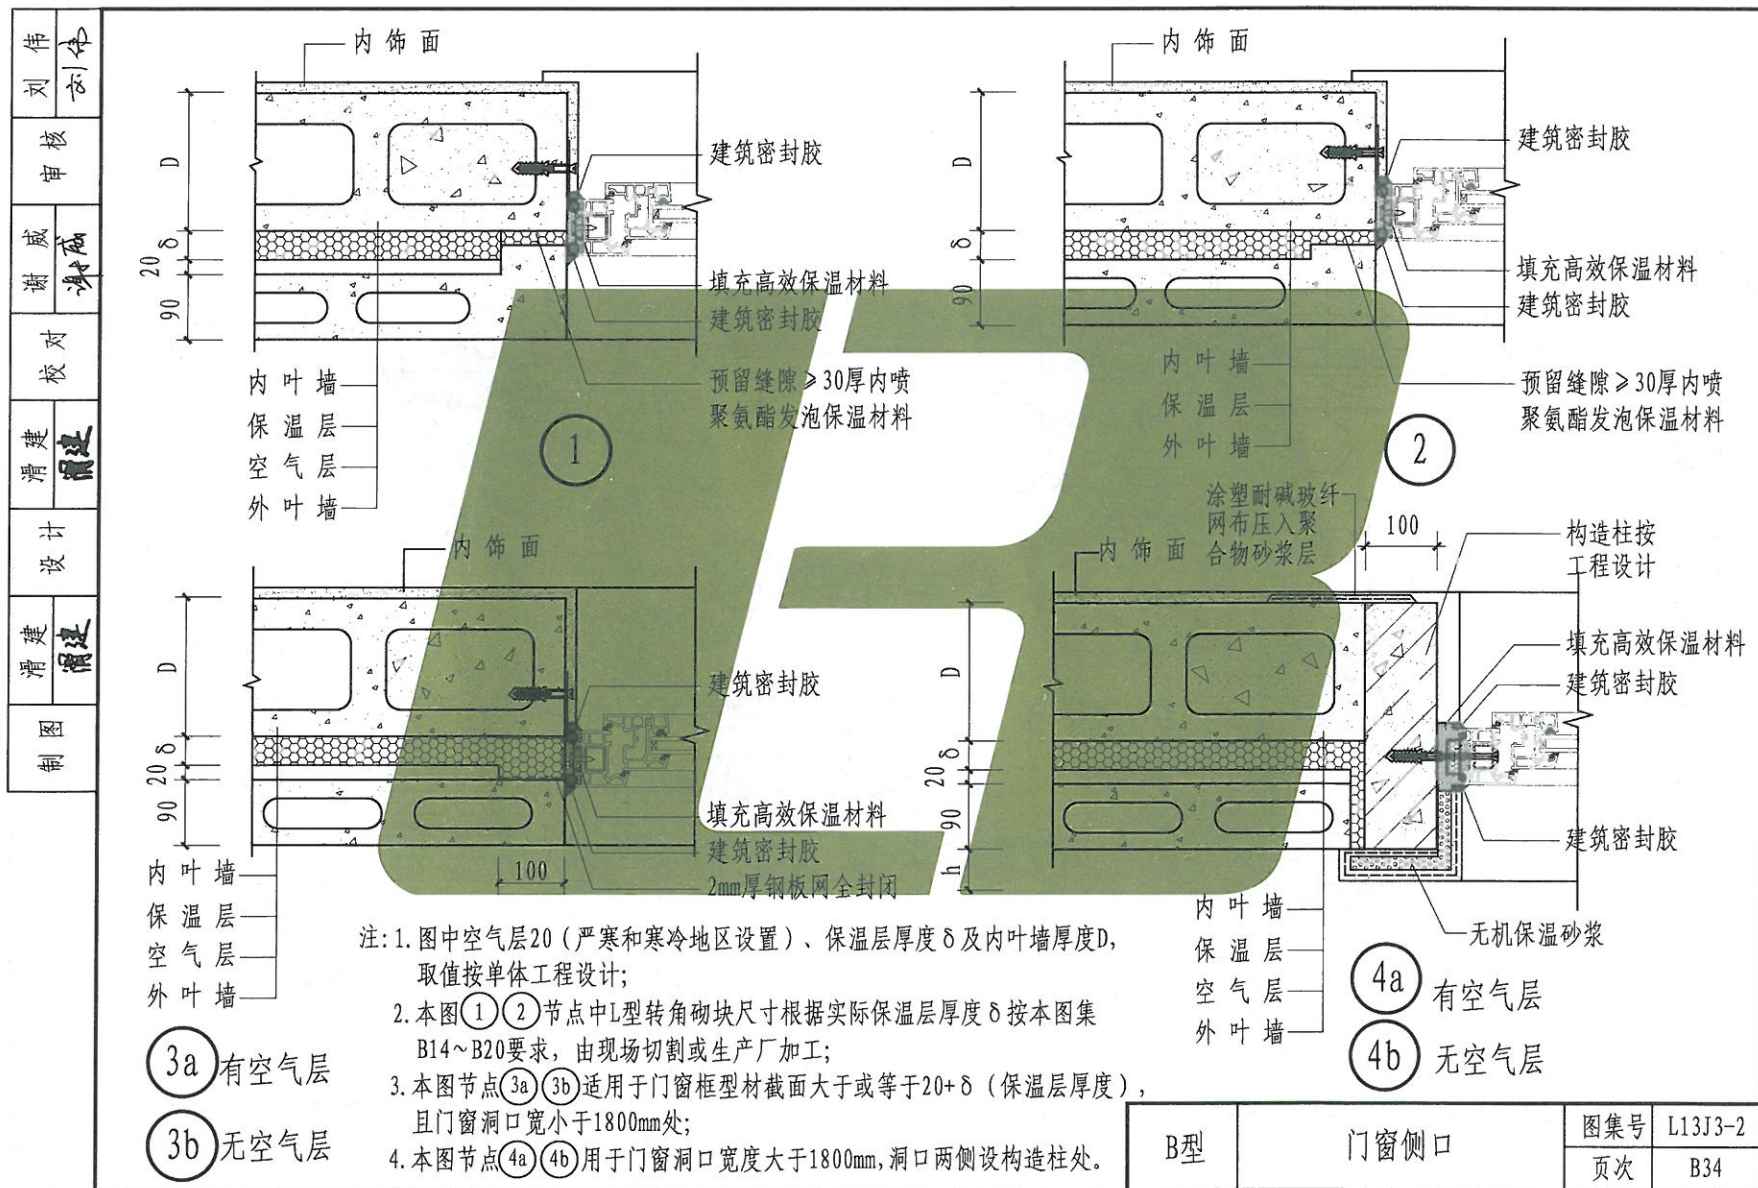 刘伟
刘伟
审核
谢威
谢威
校对
滑建
滑建
设计
滑建
滑建
制图
内饰面
D
δ
20
90
建筑密封胶
填充高效保温材料
建筑密封胶
预留缝隙≥30厚内喷
聚氨酯发泡保温材料
内叶墙
保温层
空气层
外叶墙
1
内饰面
D
δ
90
建筑密封胶
填充高效保温材料
建筑密封胶
预留缝隙≥30厚内喷
聚氨酯发泡保温材料
内叶墙
保温层
外叶墙
2
内饰面
D
δ
20
90
100
建筑密封胶
填充高效保温材料
建筑密封胶
2mm厚钢板网全封闭
内叶墙
保温层
空气层
外叶墙
3a 有空气层
3b 无空气层
涂塑耐碱玻纤
网布压入聚
合物砂浆层
内饰面
100
构造柱按
工程设计
填充高效保温材料
建筑密封胶
建筑密封胶
无机保温砂浆
D
δ
20
90
h
内叶墙
保温层
空气层
外叶墙
4a 有空气层
4b 无空气层
注:1.图中空气层20(严寒和寒冷地区设置)、保温层厚度δ及内叶墙厚度D,
取值按单体工程设计;
2.本图①②节点中L型转角砌块尺寸根据实际保温层厚度δ按本图集
B14~B20要求,由现场切割或生产厂加工;
3.本图节点3a 3b适用于门窗框型材截面大于或等于20+δ(保温层厚度),
且门窗洞口宽小于1800mm处;
4.本图节点4a 4b用于门窗洞口宽度大于1800mm,洞口两侧设构造柱处。
B型
门窗侧口
图集号 L13J3-2
页次 B34